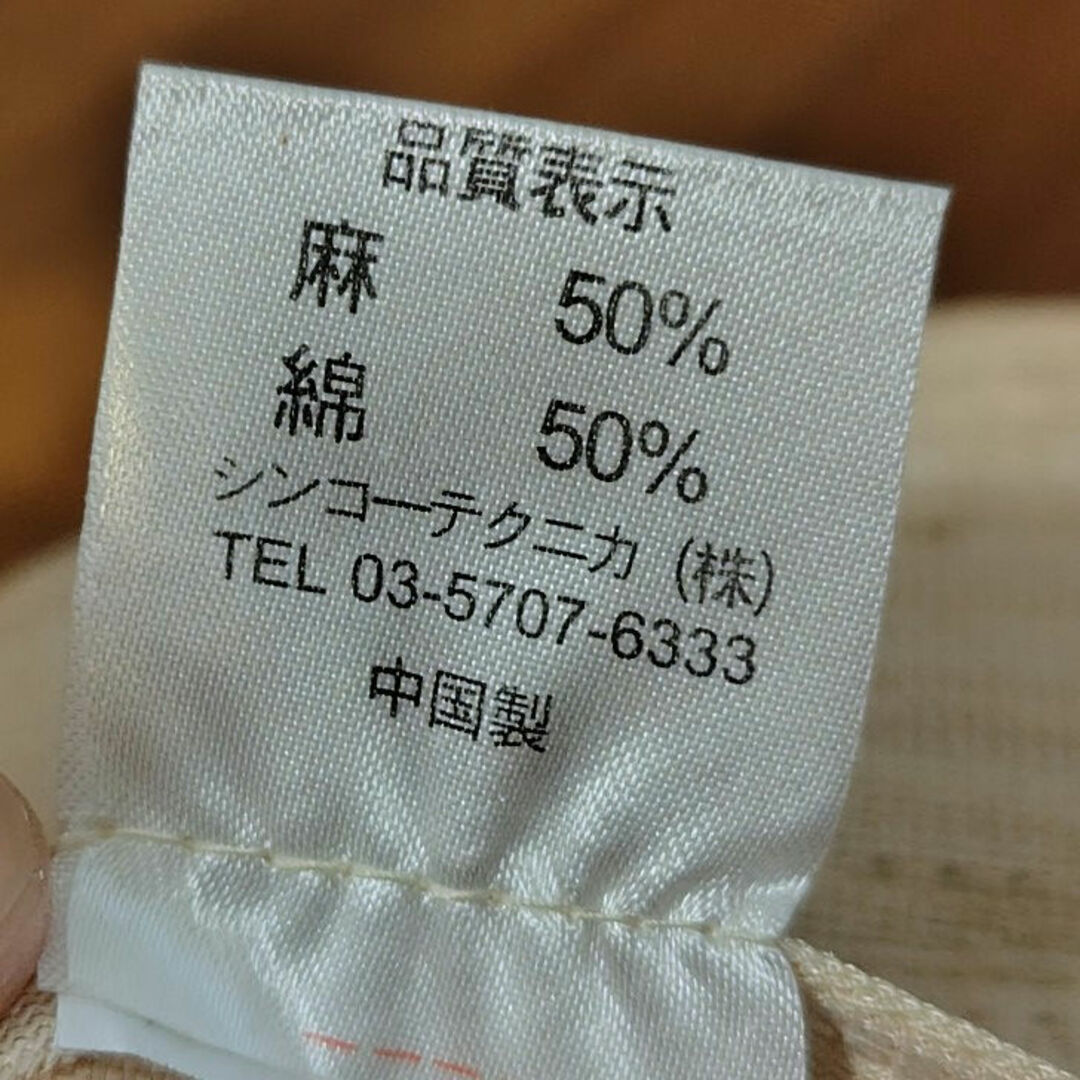 品質表示
麻 50%
綿 50%
シンコーテクニカ（株）
TEL 03-5707-6333
中国製